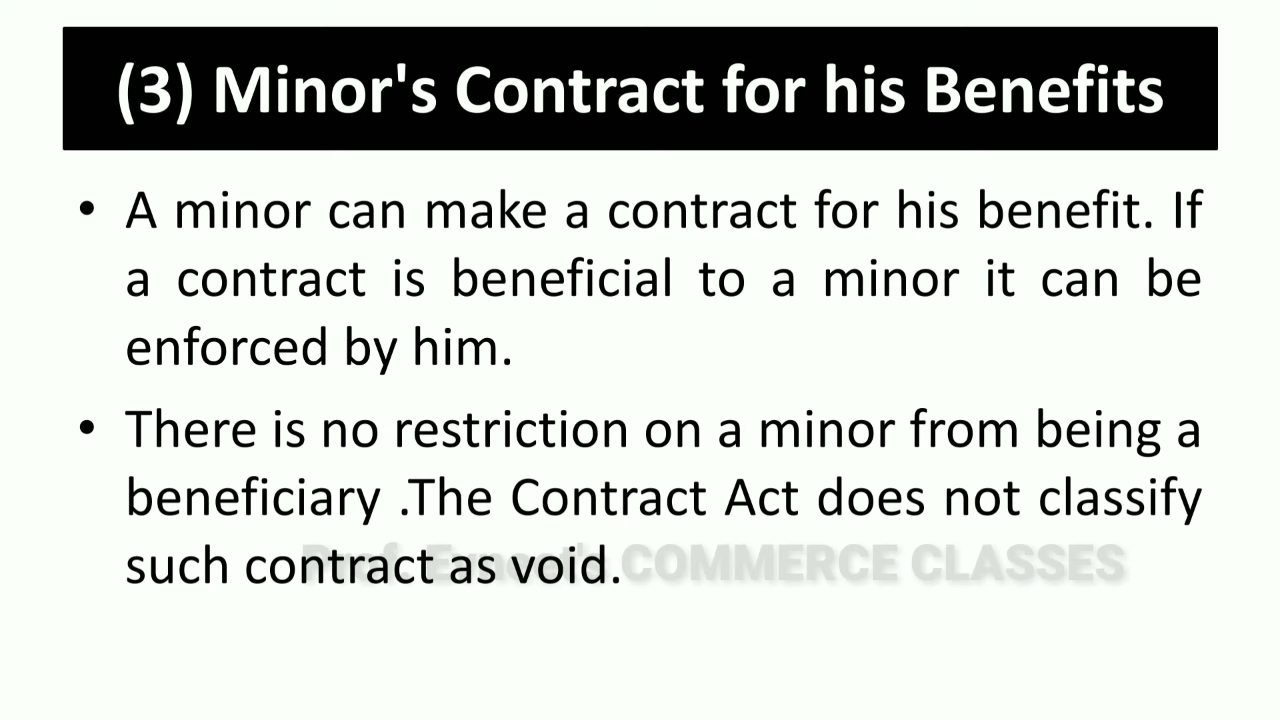 (3) Minor's Contract for his Benefits
• A minor can make a contract for his benefit. If
a contract is beneficial to a minor it can be
enforced by him.
• There is no restriction on a minor from being a
beneficiary .The Contract Act does not classify
such contract as void.
COMMERCE CLASSES